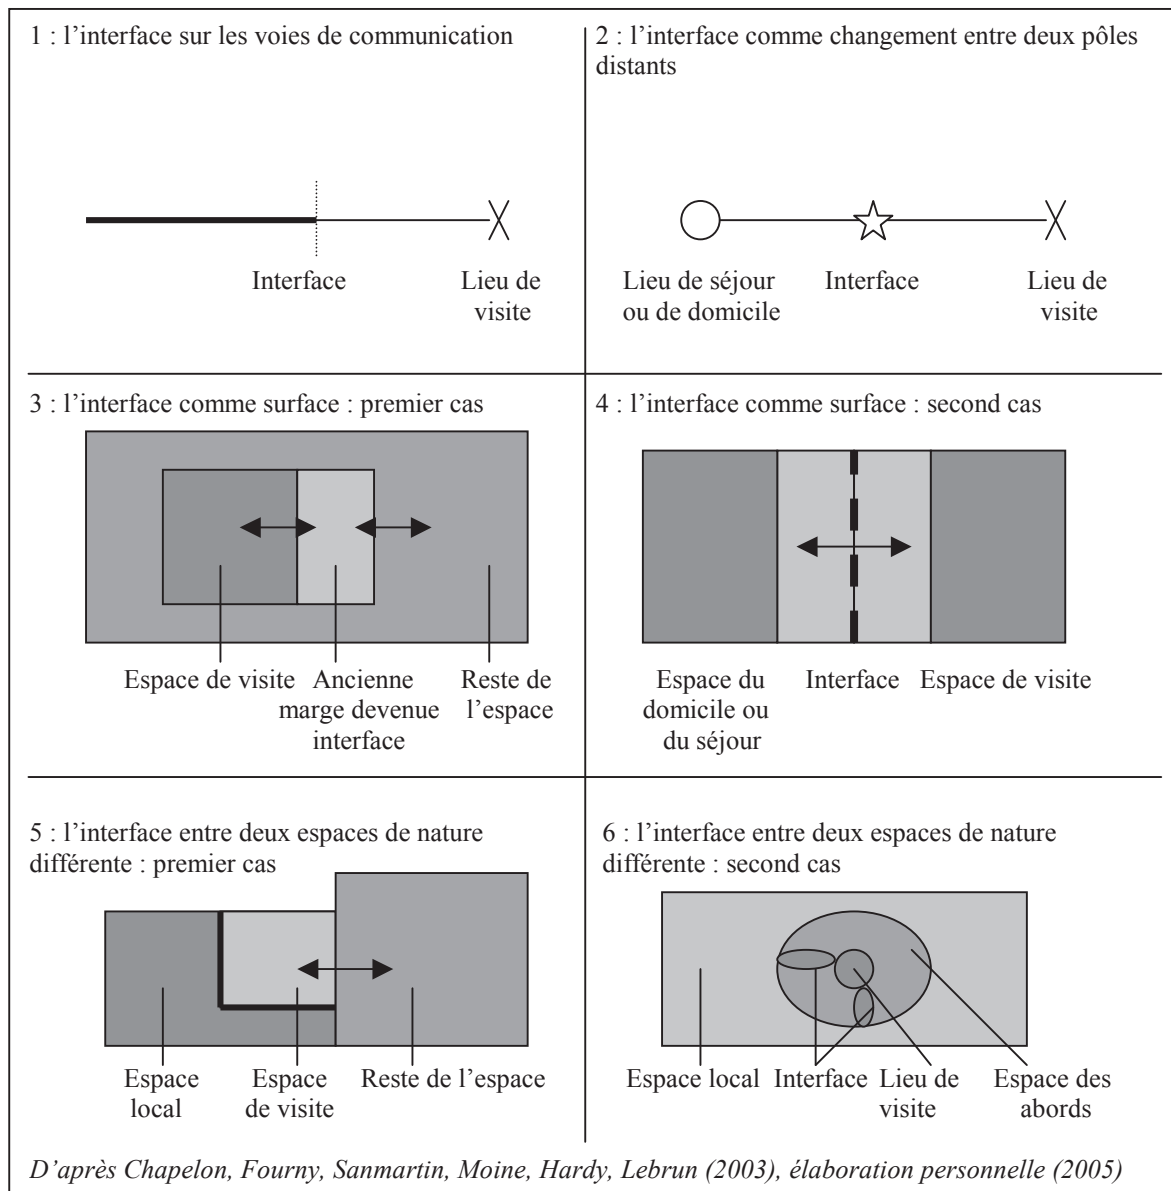 1 : l’interface sur les voies de communication
Interface
Lieu de
visite
2 : l’interface comme changement entre deux pôles
distants
Lieu de séjour
ou de domicile
Interface
Lieu de
visite
3 : l’interface comme surface : premier cas
Espace de visite
Ancienne
marge devenue
interface
Reste de
l’espace
4 : l’interface comme surface : second cas
Espace du
domicile ou
du séjour
Interface
Espace de visite
5 : l’interface entre deux espaces de nature
différente : premier cas
Espace
local
Espace
de visite
Reste de l’espace
6 : l’interface entre deux espaces de nature
différente : second cas
Espace local
Interface
Lieu de
visite
Espace des
abords
D’après Chapelon, Fourny, Sanmartin, Moine, Hardy, Lebrun (2003), élaboration personnelle (2005)